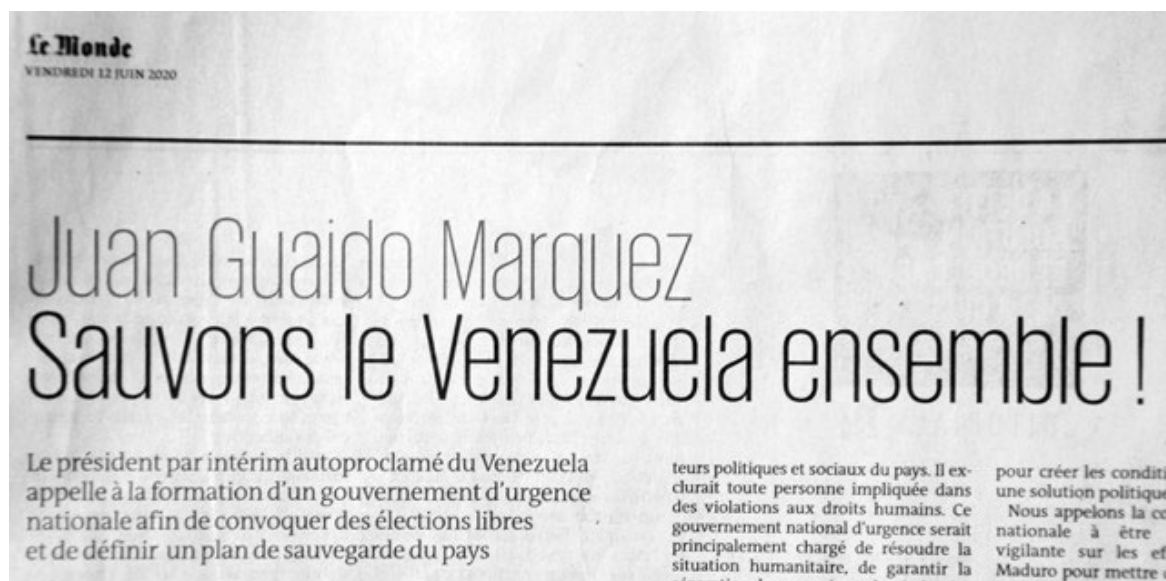 Le Monde
VENDREDI 12 JUIN 2020
Juan Guaido Marquez
Sauvons le Venezuela ensemble !
Le président par intérim autoproclamé du Venezuela
appelle à la formation d'un gouvernement d'urgence
nationale afin de convoquer des élections libres
et de définir un plan de sauvegarde du pays
teurs politiques et sociaux du pays. Il ex-
clurait toute personne impliquée dans
des violations aux droits humains. Ce
gouvernement national d'urgence serait
principalement chargé de résoudre la
situation humanitaire, de garantir la
pour créer les conditi
une solution politique
Nous appelons la co
nationale à être
vigilante sur les ef
Maduro pour mettre